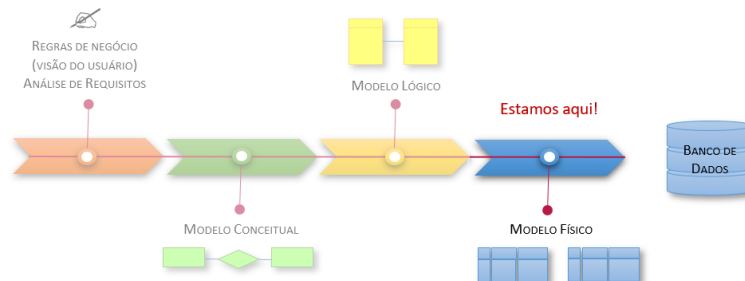 REGRAS DE NEGÓCIO
(VISÃO DO USUÁRIO)
ANÁLISE DE REQUISITOS
MODELO LÓGICO
Estamos aqui!
BANCO DE
DADOS
MODELO CONCEITUAL
MODELO FÍSICO